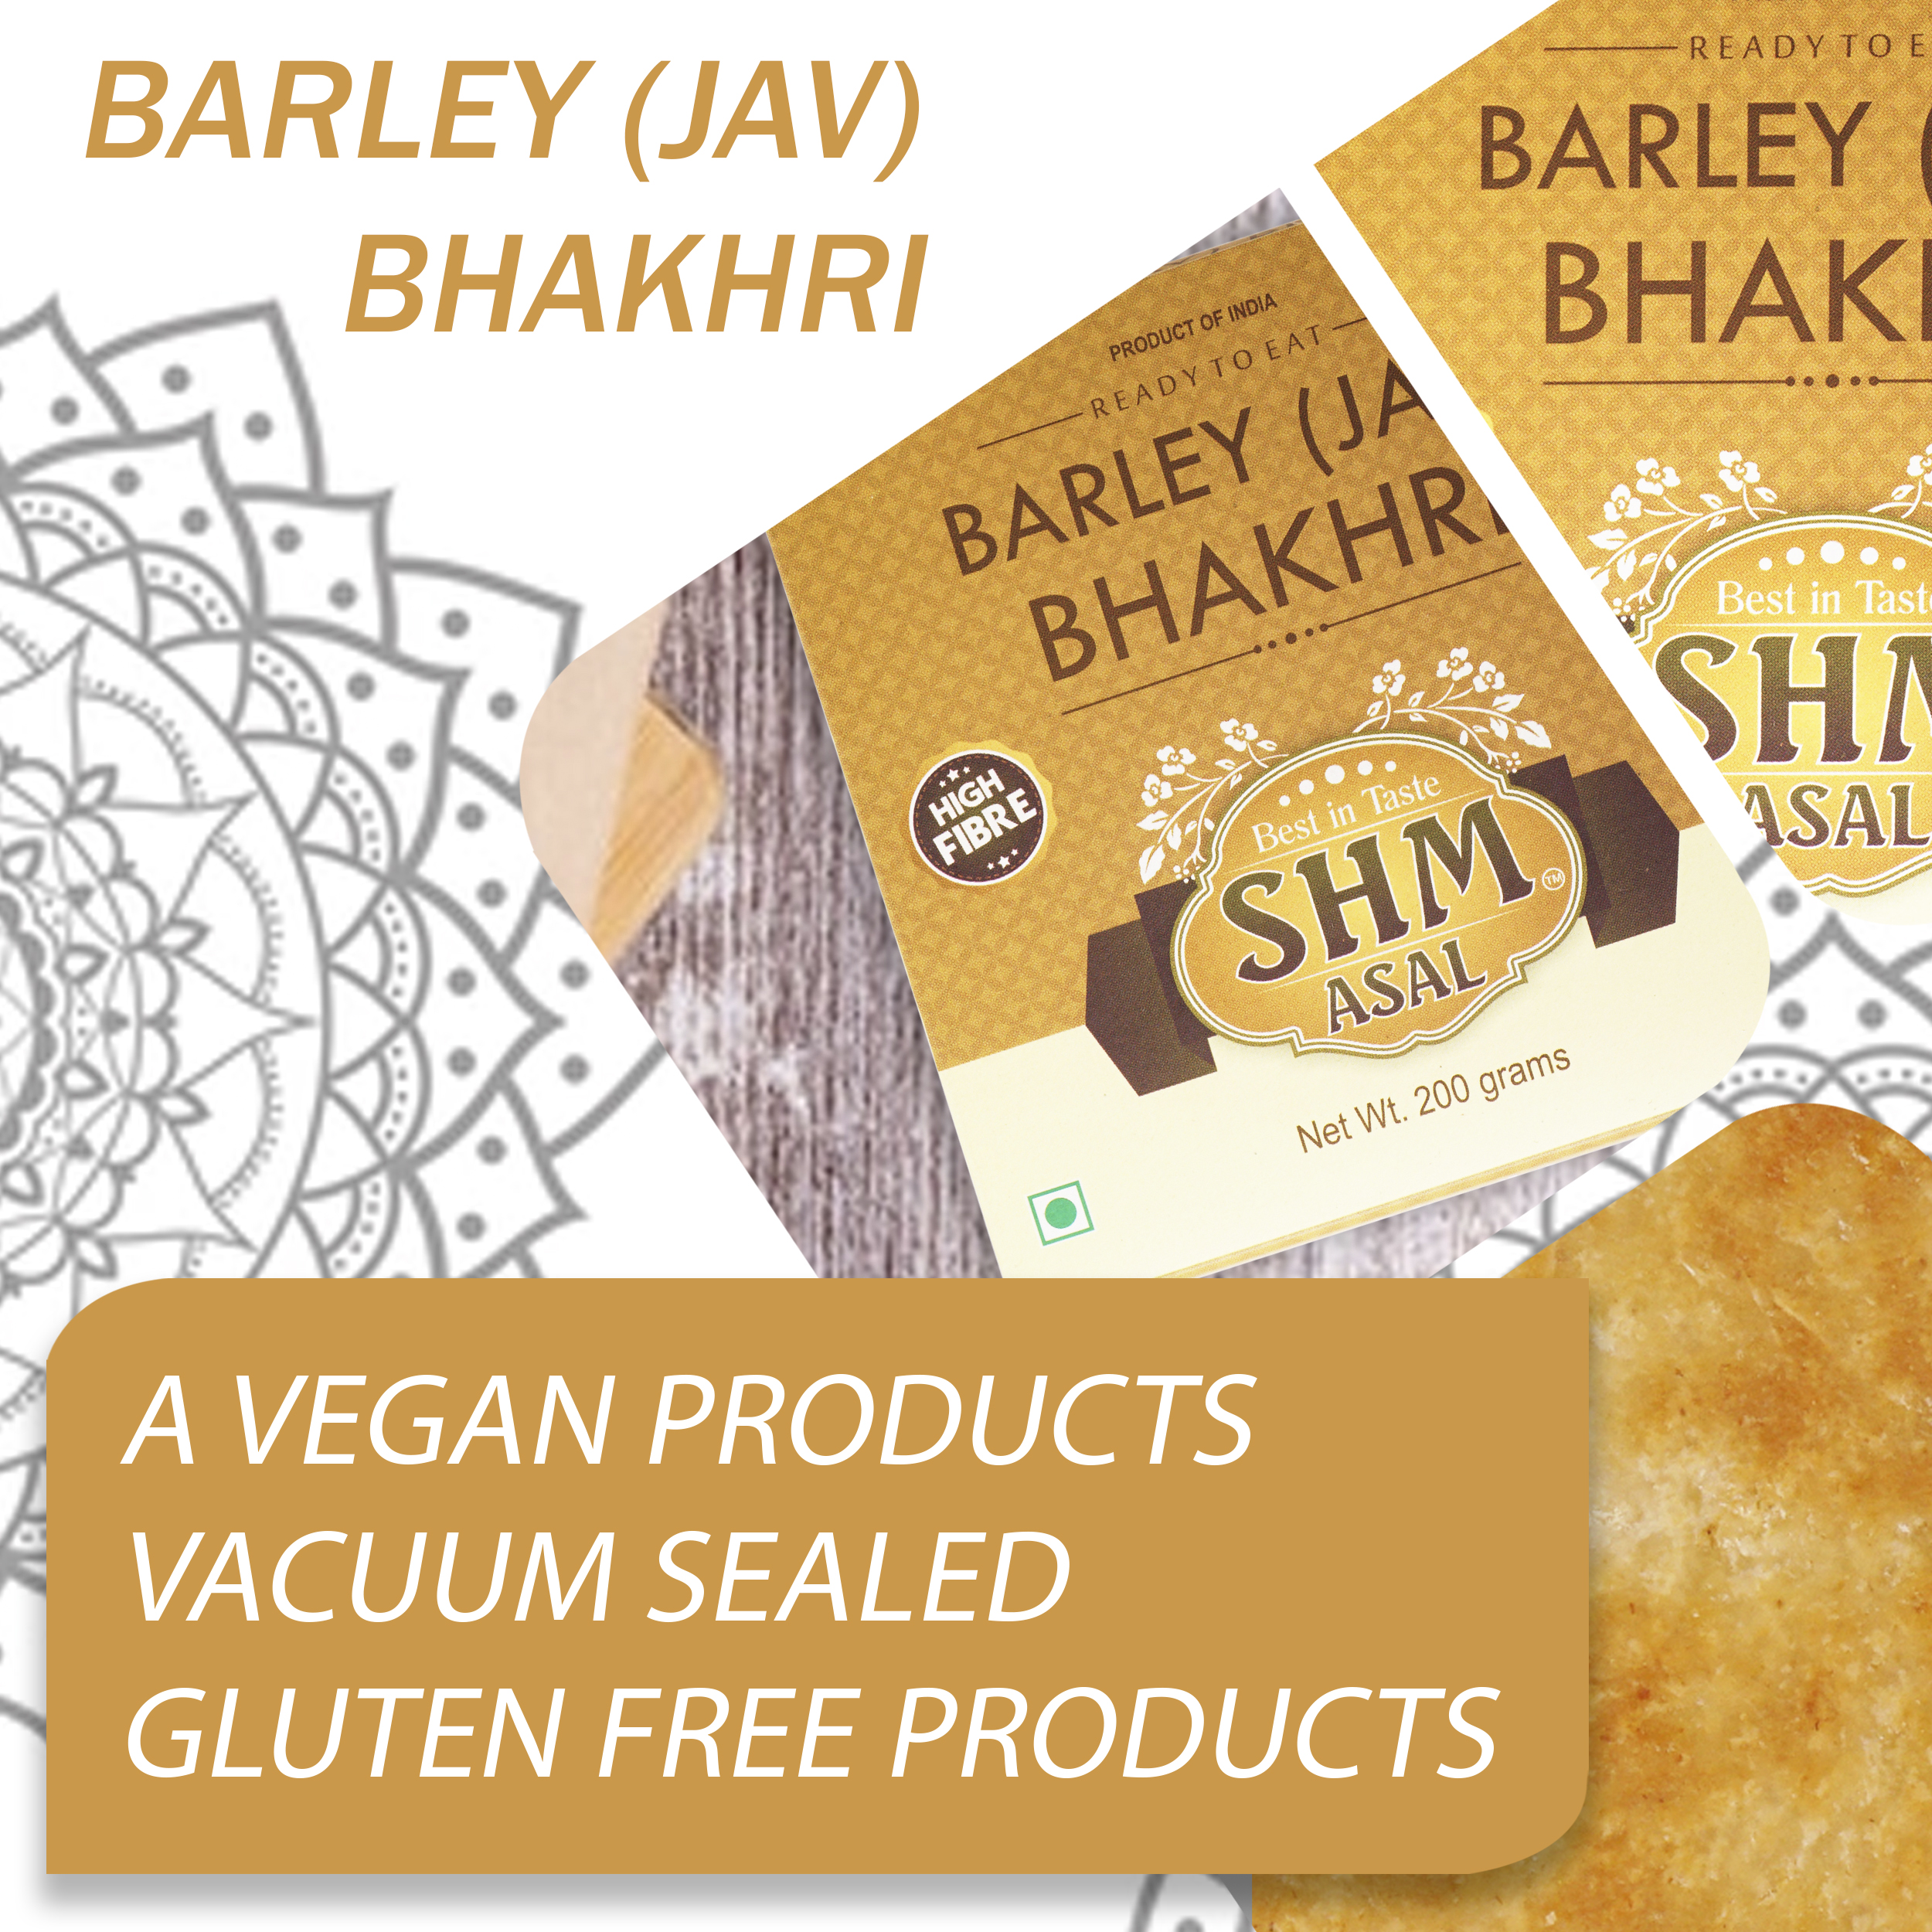 BARLEY (JAV)
BHAKHRI
READY TO E
BARLEY (
BHAK
Best in Tast
SH
ASAL
PRODUCT OF INDIA
READY TO EAT
BARLEY (JA
BHAKHRI
HIGH
FIBRE
Best in Taste
SHM
TM
ASAL
Net Wt. 200 grams
A VEGAN PRODUCTS
VACUUM SEALED
GLUTEN FREE PRODUCTS